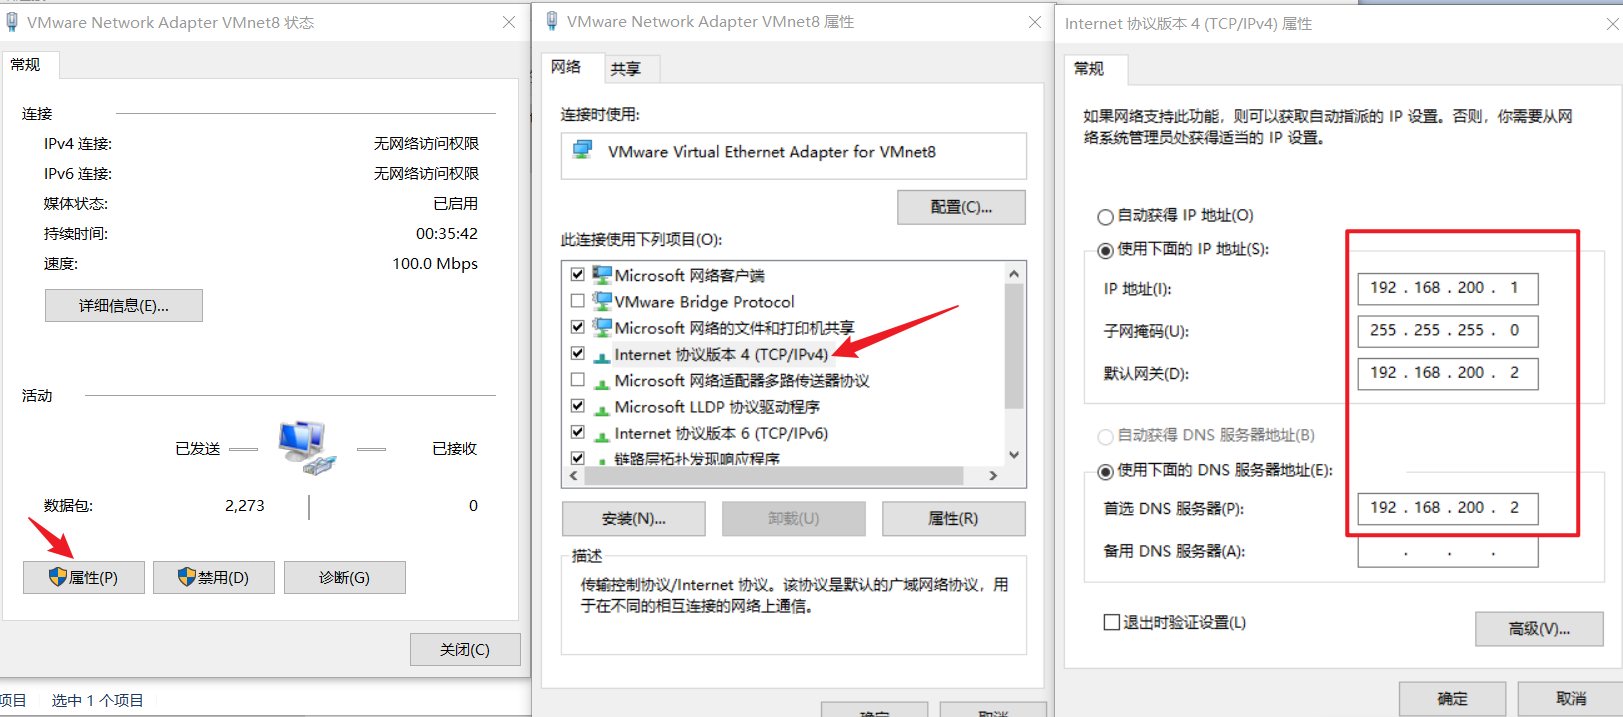 VMware Network Adapter VMnet8 状态
常规
连接
IPv4 连接: 无网络访问权限
IPv6 连接: 无网络访问权限
媒体状态: 已启用
持续时间: 00:35:42
速度: 100.0 Mbps
详细信息(E)...
活动
已发送 已接收
数据包: 2,273 0
属性(P) 禁用(D) 诊断(G)
关闭(C)
项目 选中 1 个项目
VMware Network Adapter VMnet8 属性
网络 共享
连接时使用:
VMware Virtual Ethernet Adapter for VMnet8
配置(C)...
此连接使用下列项目(O):
Microsoft 网络客户端
VMware Bridge Protocol
Microsoft 网络的文件和打印机共享
Internet 协议版本 4 (TCP/IPv4)
Microsoft 网络适配器多路传送器协议
Microsoft LLDP 协议驱动程序
Internet 协议版本 6 (TCP/IPv6)
链路层拓扑发现响应程序
安装(N)... 卸载(U) 属性(R)
描述
传输控制协议/Internet 协议。该协议是默认的广域网络协议，用
于在不同的相互连接的网络上通信。
确定 取消
Internet 协议版本 4 (TCP/IPv4) 属性
常规
如果网络支持此功能，则可以获取自动指派的 IP 设置。否则，你需要从网
络系统管理员处获得适当的 IP 设置。
自动获得 IP 地址(O)
使用下面的 IP 地址(S):
IP 地址(I): 192 . 168 . 200 . 1
子网掩码(U): 255 . 255 . 255 . 0
默认网关(D): 192 . 168 . 200 . 2
自动获得 DNS 服务器地址(B)
使用下面的 DNS 服务器地址(E):
首选 DNS 服务器(P): 192 . 168 . 200 . 2
备用 DNS 服务器(A): . . .
退出时验证设置(L)
高级(V)...
确定 取消